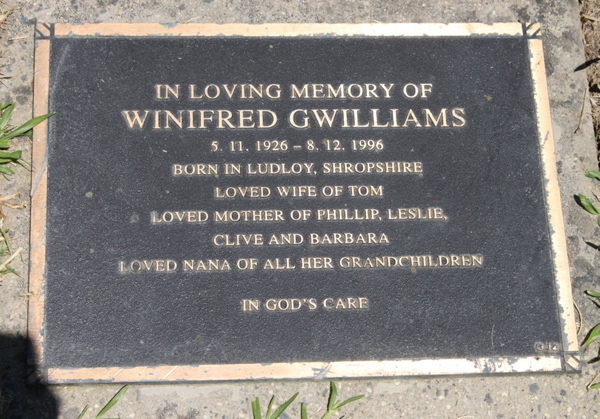 IN LOVING MEMORY OF
WINIFRED GWILLIAMS
5. 11. 1926 – 8. 12. 1996
BORN IN LUDLOY, SHROPSHIRE
LOVED WIFE OF TOM
LOVED MOTHER OF PHILLIP, LESLIE,
CLIVE AND BARBARA
LOVED NANA OF ALL HER GRANDCHILDREN
IN GOD'S CARE